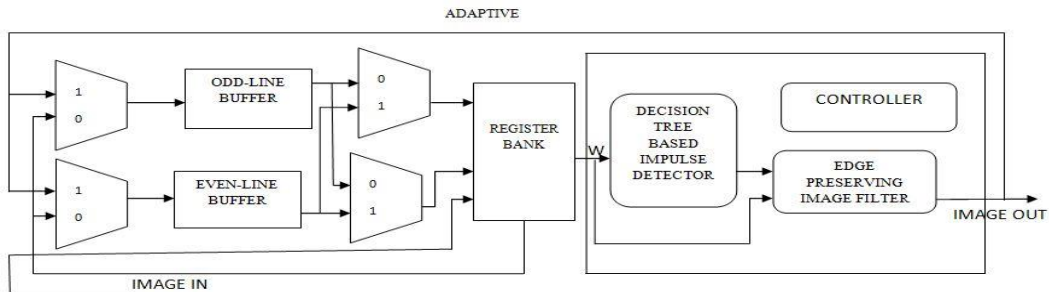 ADAPTIVE
1
0
ODD-LINE
BUFFER
0
1
REGISTER
BANK
W
DECISION
TREE
BASED
IMPULSE
DETECTOR
CONTROLLER
1
0
EVEN-LINE
BUFFER
0
1
EDGE
PRESERVING
IMAGE FILTER
IMAGE OUT
IMAGE IN